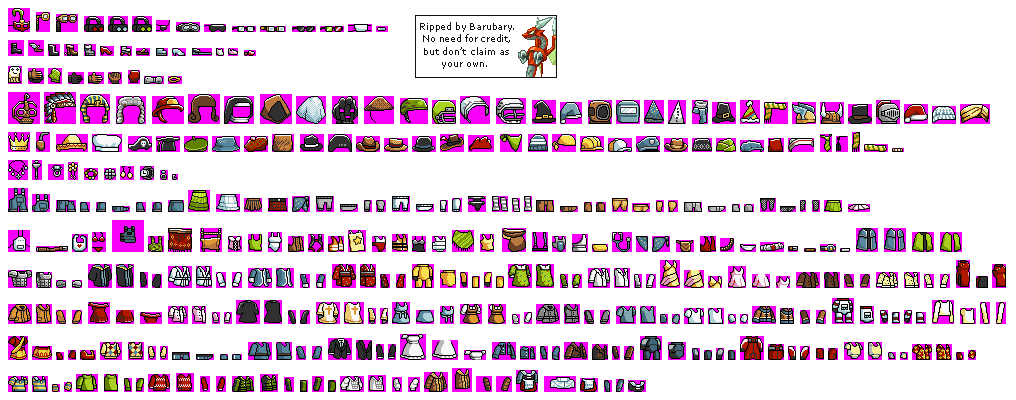 Ripped by Barubary.
No need for credit,
but don't claim as
your own.